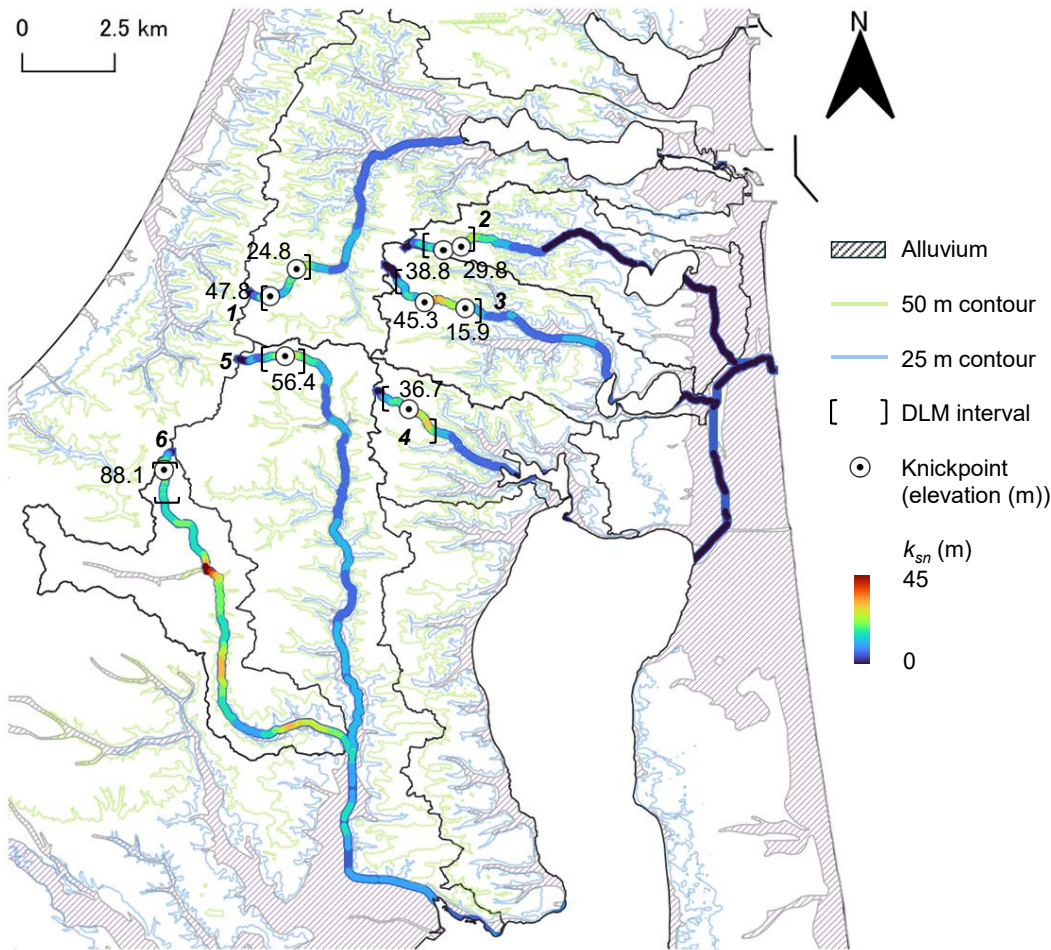 0 2.5 km
N
2
24.8
38.8 29.8
47.8
1
3
45.3
15.9
5
56.4
36.7
4
6
88.1
Alluvium
50 m contour
25 m contour
[ ] DLM interval
Knickpoint
(elevation (m))
ksn (m)
45
0